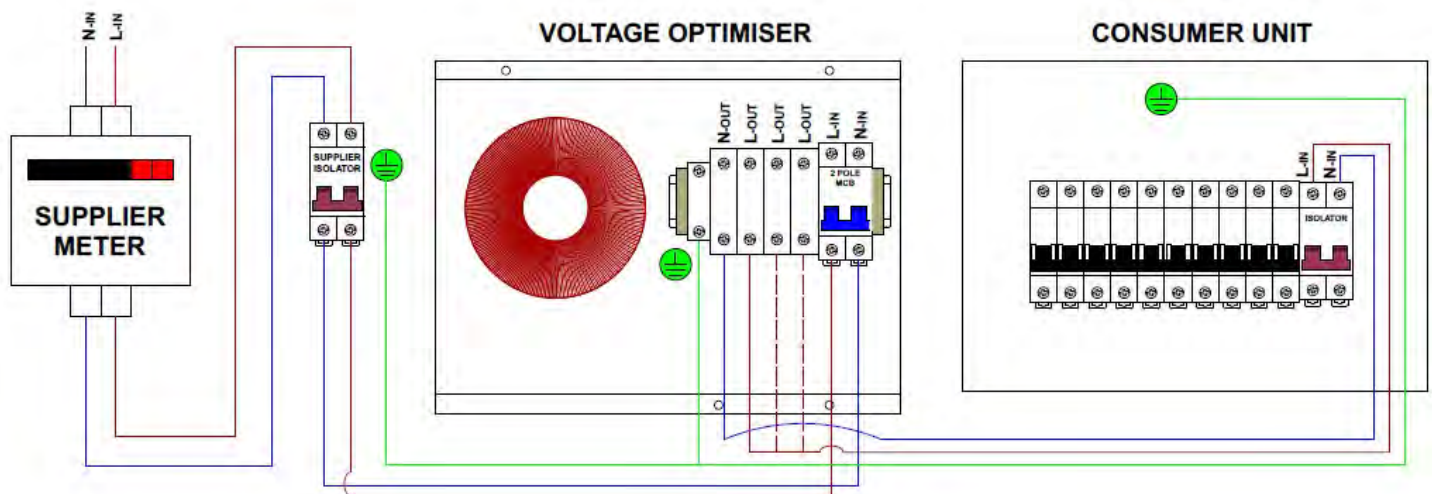 N-IN
L-IN
SUPPLIER
METER
SUPPLIER
ISOLATOR
VOLTAGE OPTIMISER
N-OUT
L-OUT
L-OUT
L-OUT
L-IN
N-IN
2 POLE
MCB
CONSUMER UNIT
L-IN
N-IN
ISOLATOR